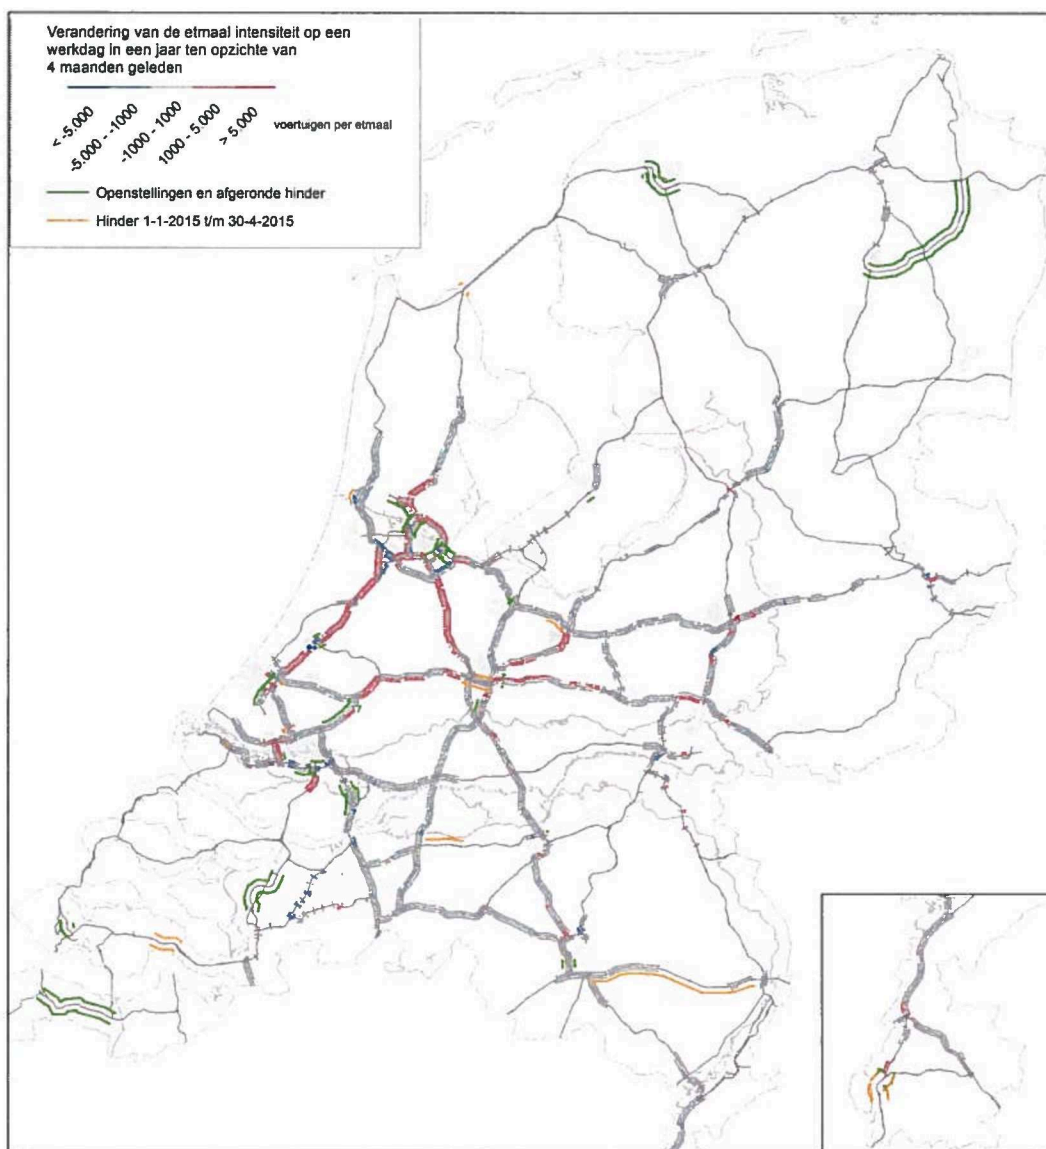 Verandering van de etmaal intensiteit op een
werkdag in een jaar ten opzichte van
4 maanden geleden
< -5.000
-5.000 - -1000
-1000 - 1000
1000 - 5.000
> 5.000
voertuigen per etmaal
Openstellingen en afgeronde hinder
Hinder 1-1-2015 t/m 30-4-2015